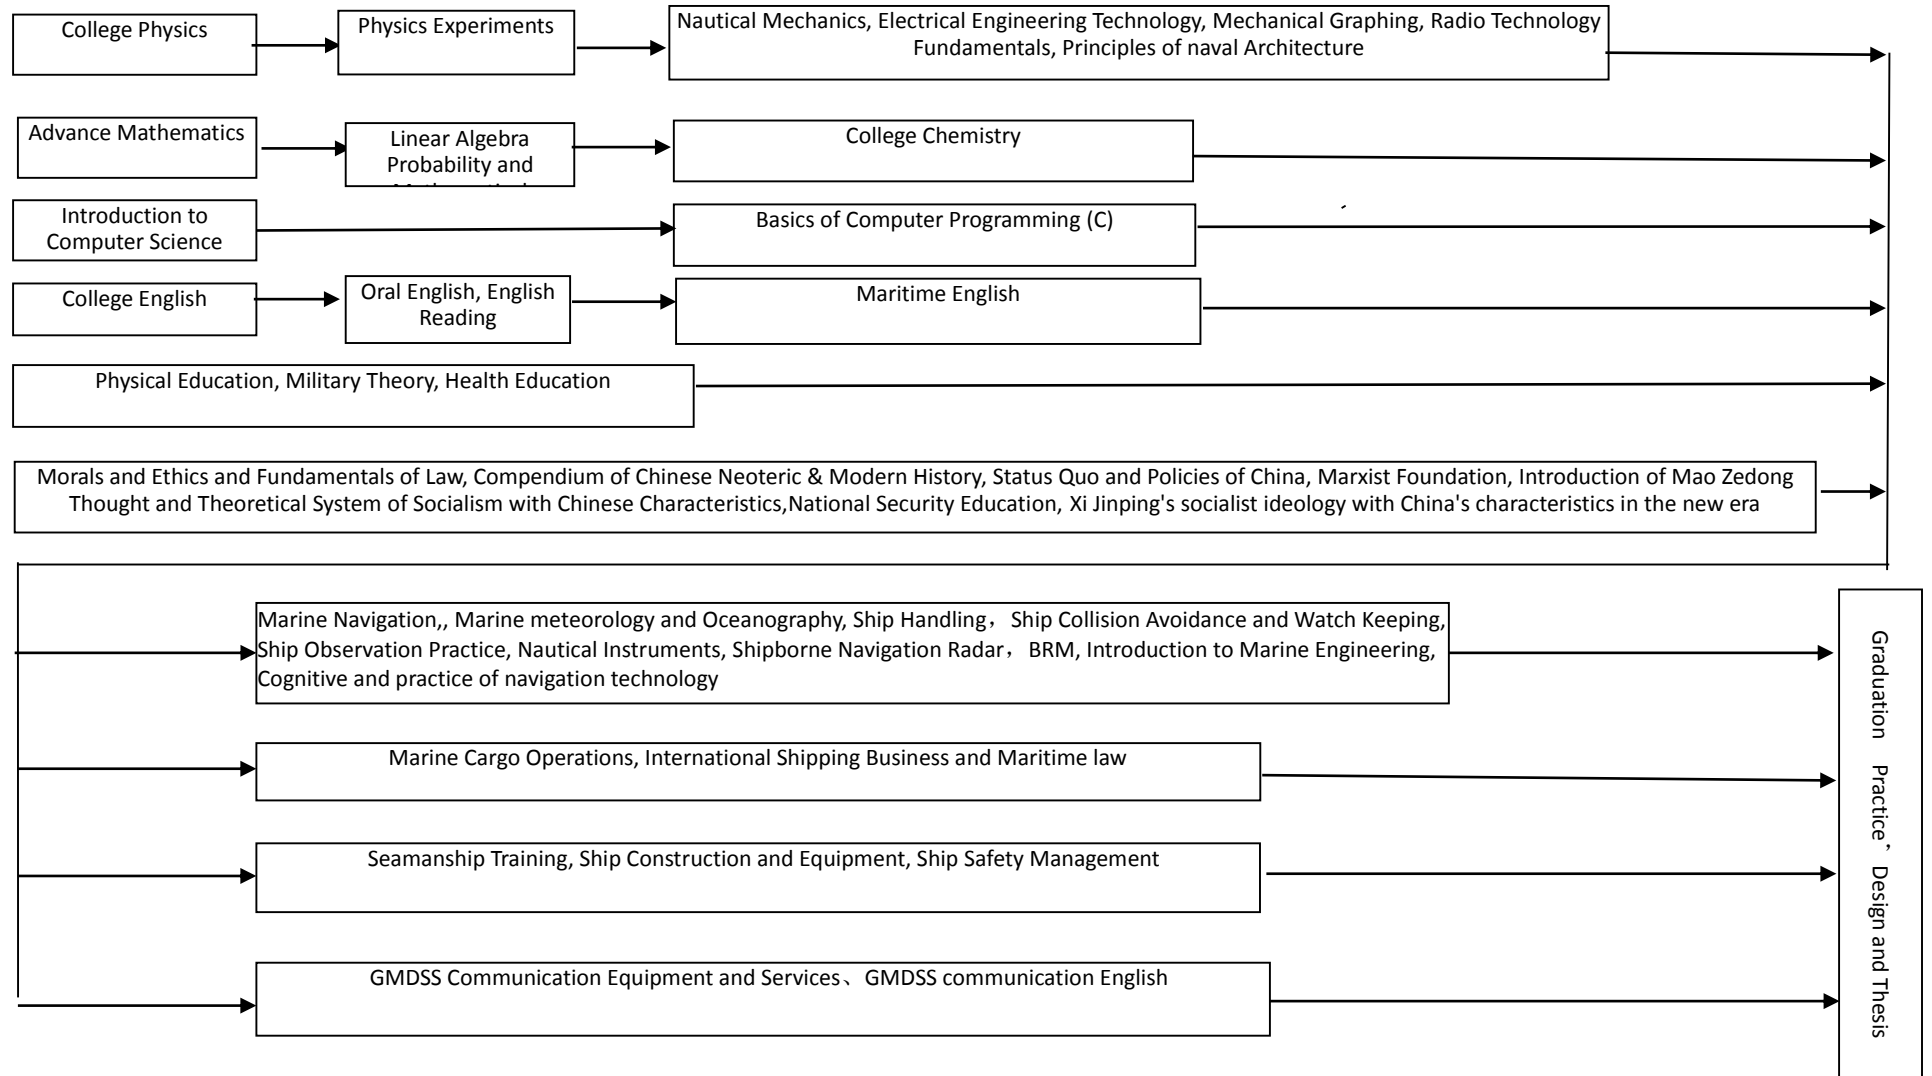 College Physics
Physics Experiments
Nautical Mechanics, Electrical Engineering Technology, Mechanical Graphing, Radio Technology
Fundamentals, Principles of naval Architecture
Advance Mathematics
Linear Algebra
Probability and
College Chemistry
Introduction to
Computer Science
Basics of Computer Programming (C)
College English
Oral English, English
Reading
Maritime English
Physical Education, Military Theory, Health Education
Morals and Ethics and Fundamentals of Law, Compendium of Chinese Neoteric & Modern History, Status Quo and Policies of China, Marxist Foundation, Introduction of Mao Zedong
Thought and Theoretical System of Socialism with Chinese Characteristics,National Security Education, Xi Jinping's socialist ideology with China's characteristics in the new era
Marine Navigation,, Marine meteorology and Oceanography, Ship Handling，Ship Collision Avoidance and Watch Keeping,
Ship Observation Practice, Nautical Instruments, Shipborne Navigation Radar，BRM, Introduction to Marine Engineering,
Cognitive and practice of navigation technology
Marine Cargo Operations, International Shipping Business and Maritime law
Seamanship Training, Ship Construction and Equipment, Ship Safety Management
GMDSS Communication Equipment and Services、GMDSS communication English
Graduation Practice，Design and Thesis